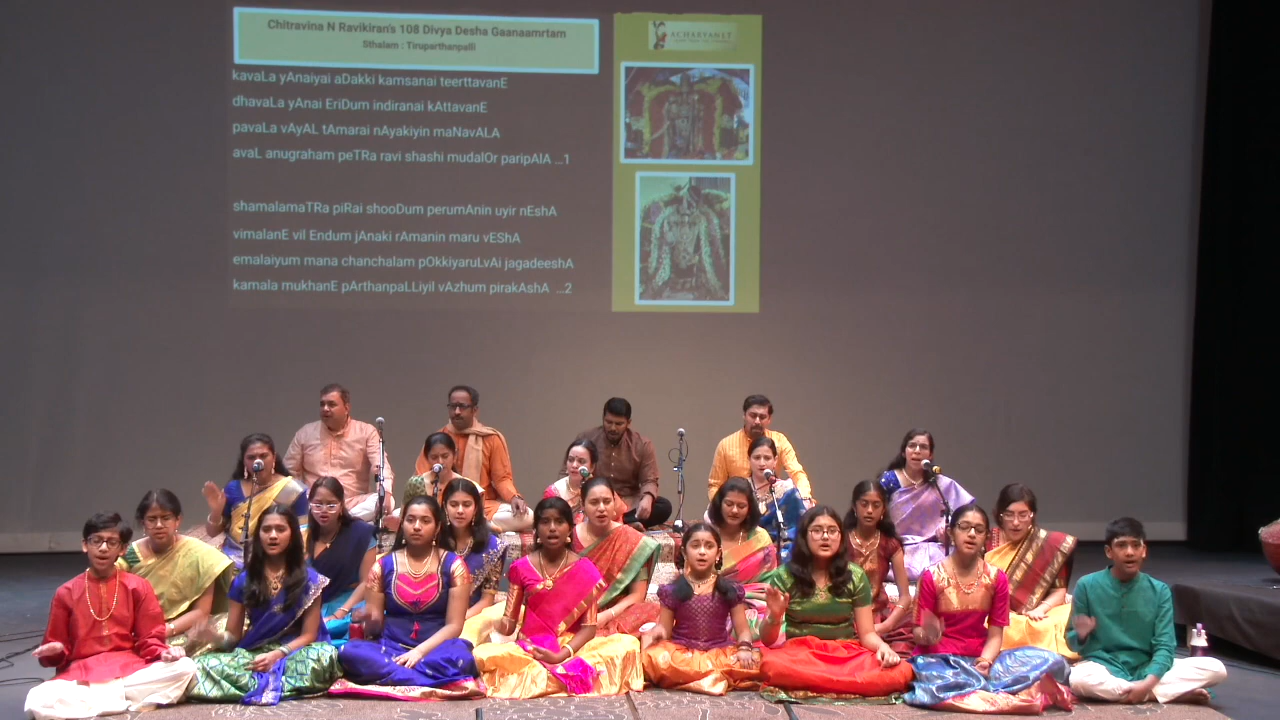 Chitravina N Ravikiran's 108 Divya Desha Gaanaamrtam
Sthalam : Tiruparthanpalli
kavaLa yAnaiyai aDakki kamsanai teerttavanE
dhavaLa yAnai EriDum indiranai kAttavanE
pavaLa vAyAL tAmarai nAyakiyin maNavALA
avaL anugraham peTRa ravi shashi mudalOr paripAlA ...1
shamalamaTRa piRai shooDum perumAnin uyir nEshA
vimalanE vil Endum jAnaki rAmanin maru vEShA
emalaiyum mana chanchalam pOkkiyaruLvAi jagadeeshA
kamala mukhanE pArthanpaLLiyil vAzhum pirakAshA ...2
ACHARYANET